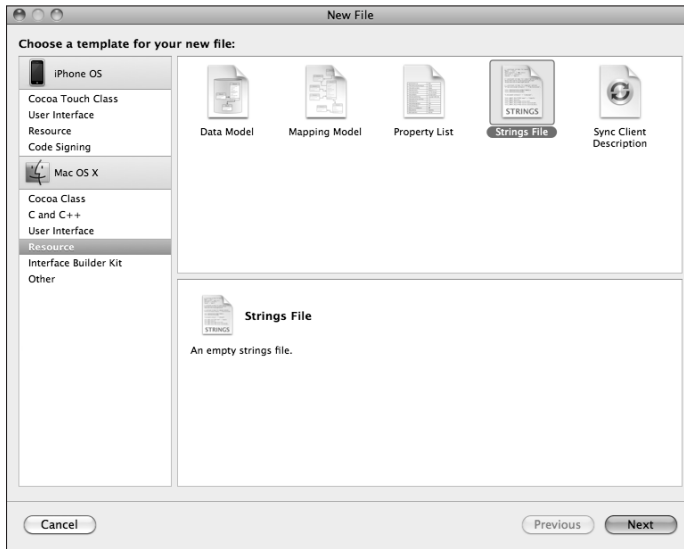 New File
Choose a template for your new file:
iPhone OS
Cocoa Touch Class
User Interface
Resource
Code Signing
Mac OS X
Cocoa Class
C and C++
User Interface
Resource
Interface Builder Kit
Other
Data Model
Mapping Model
Property List
STRINGS
Strings File
Sync Client
Description
STRINGS
Strings File
An empty strings file.
Cancel
Previous
Next